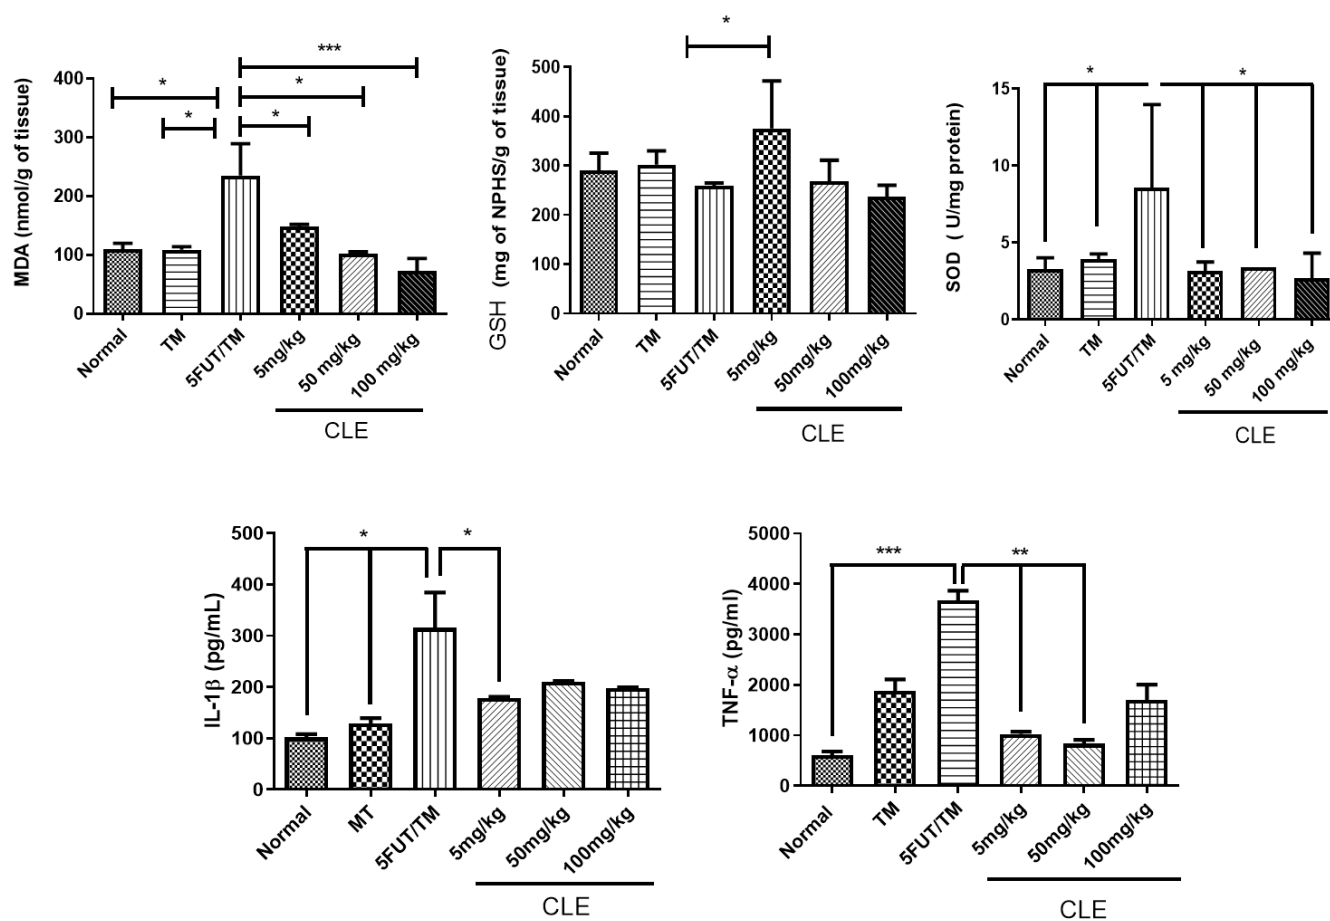 MDA (nmol/g of tissue)
400
300
200
100
0
*
*
***
*
*
Normal
TM
5FUT/TM
5mg/kg
50 mg/kg
100 mg/kg
CLE
GSH (mg of NPHS/g of tissue)
500
400
300
200
100
0
*
Normal
TM
5FUT/TM
5mg/kg
50mg/kg
100mg/kg
CLE
SOD ( U/mg protein)
15
10
5
0
*
*
Normal
TM
5FUT/TM
5 mg/kg
50 mg/kg
100 mg/kg
CLE
IL-1β (pg/mL)
500
400
300
200
100
0
*
*
Normal
MT
5FUT/TM
5mg/kg
50mg/kg
100mg/kg
CLE
TNF-α (pg/ml)
5000
4000
3000
2000
1000
0
***
**
Normal
TM
5FUT/TM
5mg/kg
50mg/kg
100mg/kg
CLE